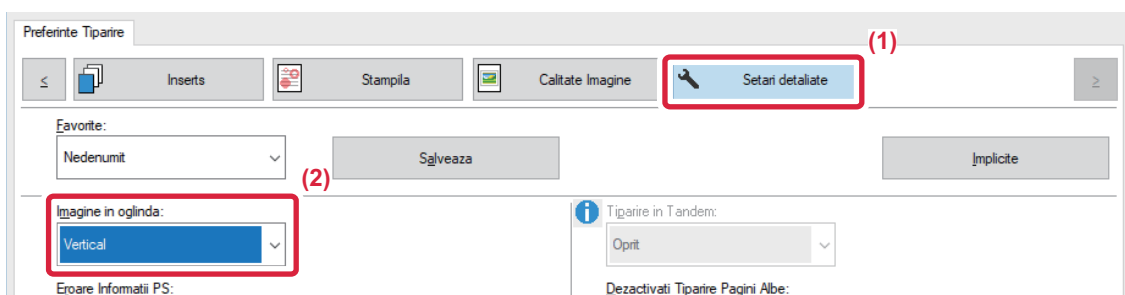 Preferinte Tiparire
(1)
≤ Inserts Stampila Calitate Imagine Setari detaliate ≥
Favorite:
Nedenumit Salveaza Implicite
(2)
Imagine in oglinda: Tiparire in Tandem:
Vertical Oprit
Eroare Informatii PS: Dezactivati Tiparire Pagini Albe: